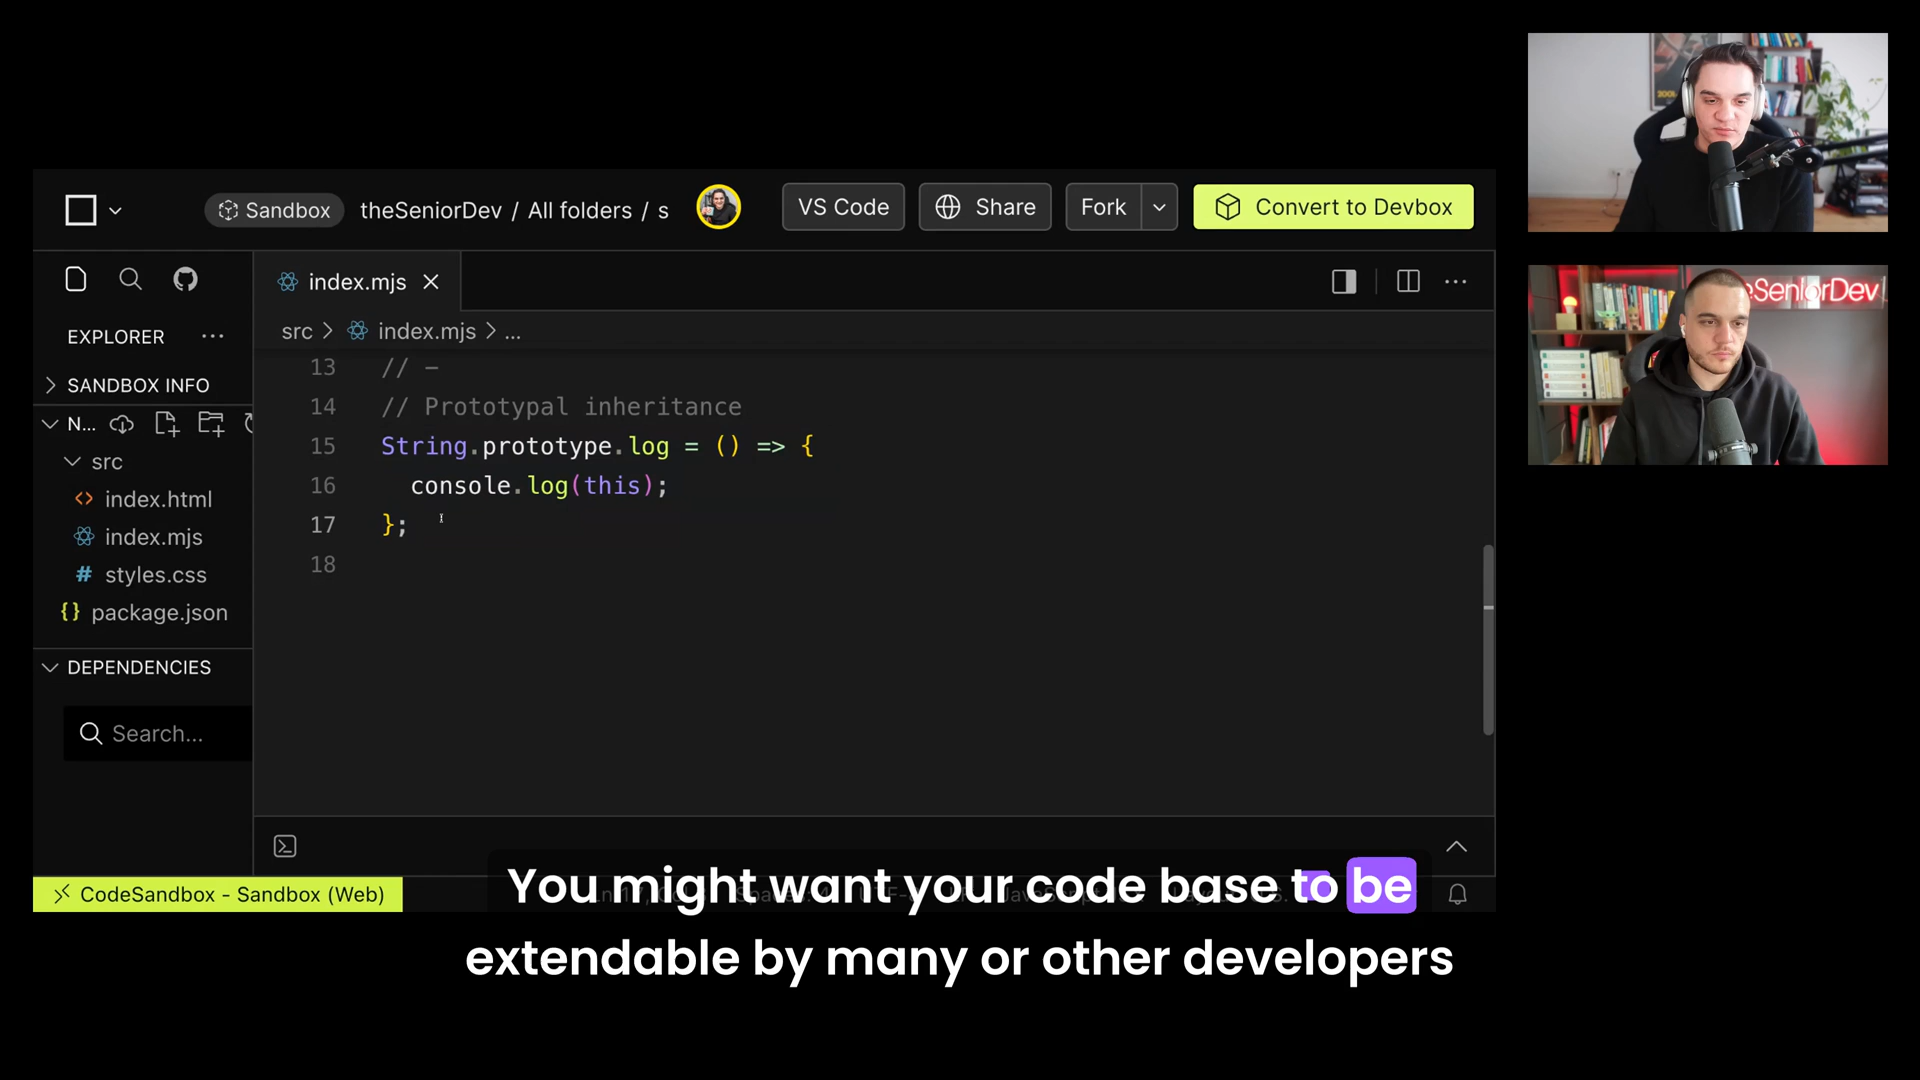 Sandbox
theSeniorDev / All folders / s
VS Code
Share
Fork
Convert to Devbox
index.mjs
EXPLORER
src > index.mjs > ...
SANDBOX INFO
N...
src
index.html
index.mjs
styles.css
package.json
DEPENDENCIES
Search...
13 // –
14 // Prototypal inheritance
15 String.prototype.log = () => {
16 console.log(this);
17 };
18
CodeSandbox - Sandbox (Web)
You might want your code base to be
extendable by many or other developers
eSeniorDev